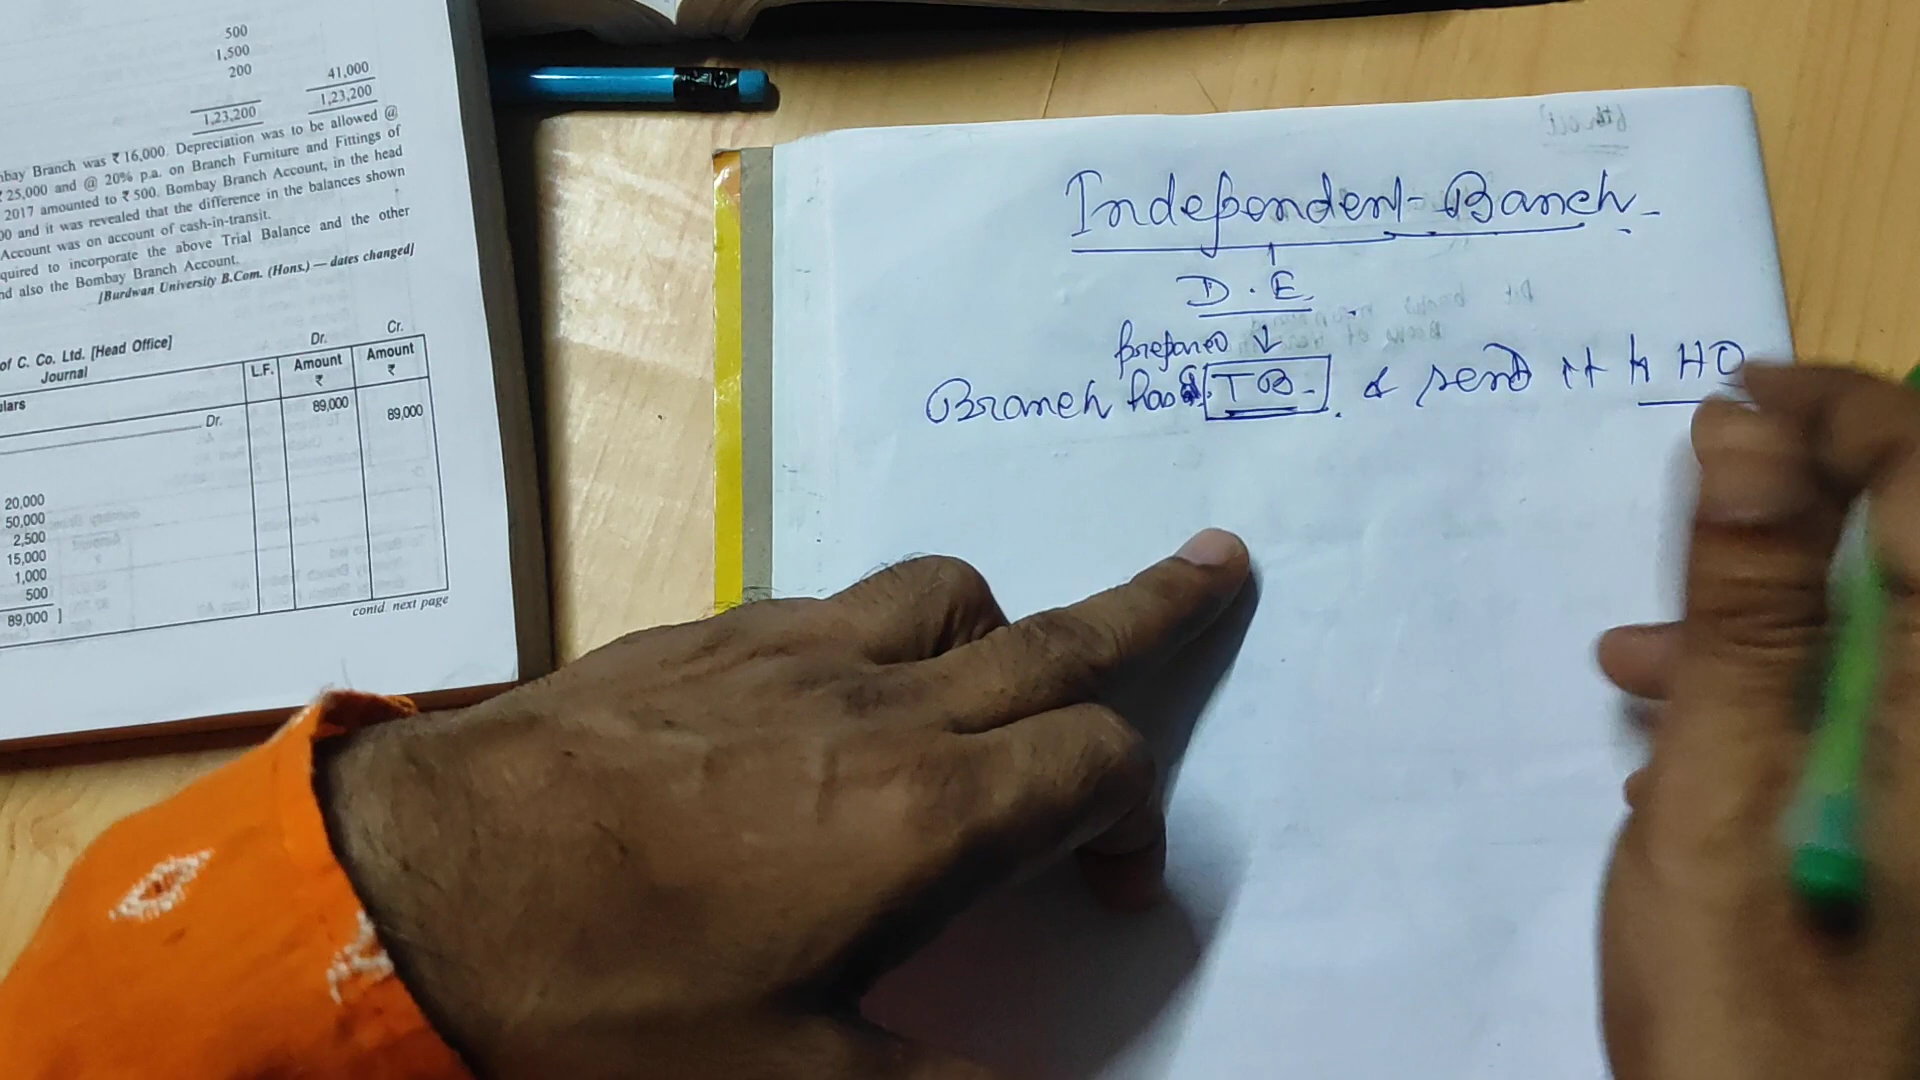 500
1,500
200
41,000
1,23,200
1,23,200
bay Branch was ₹ 16,000. Depreciation was to be allowed @
₹ 25,000 and @ 20% p.a. on Branch Furniture and Fittings of
2017 amounted to ₹ 500. Bombay Branch Account, in the head
00 and it was revealed that the difference in the balances shown
Account was on account of cash-in-transit.
quired to incorporate the above Trial Balance and the other
nd also the Bombay Branch Account.
[Burdwan University B.Com. (Hons.) — dates changed]
of C. Co. Ltd. [Head Office]
Journal
Dr. Cr.
ulars L.F. Amount Amount
₹ ₹
Dr. 89,000
89,000
20,000
50,000
2,500
15,000
1,000
500
89,000 ]
contd. next page
Independent Banch
D.E.
prepared ↓
Branch has TB. & send it to HO